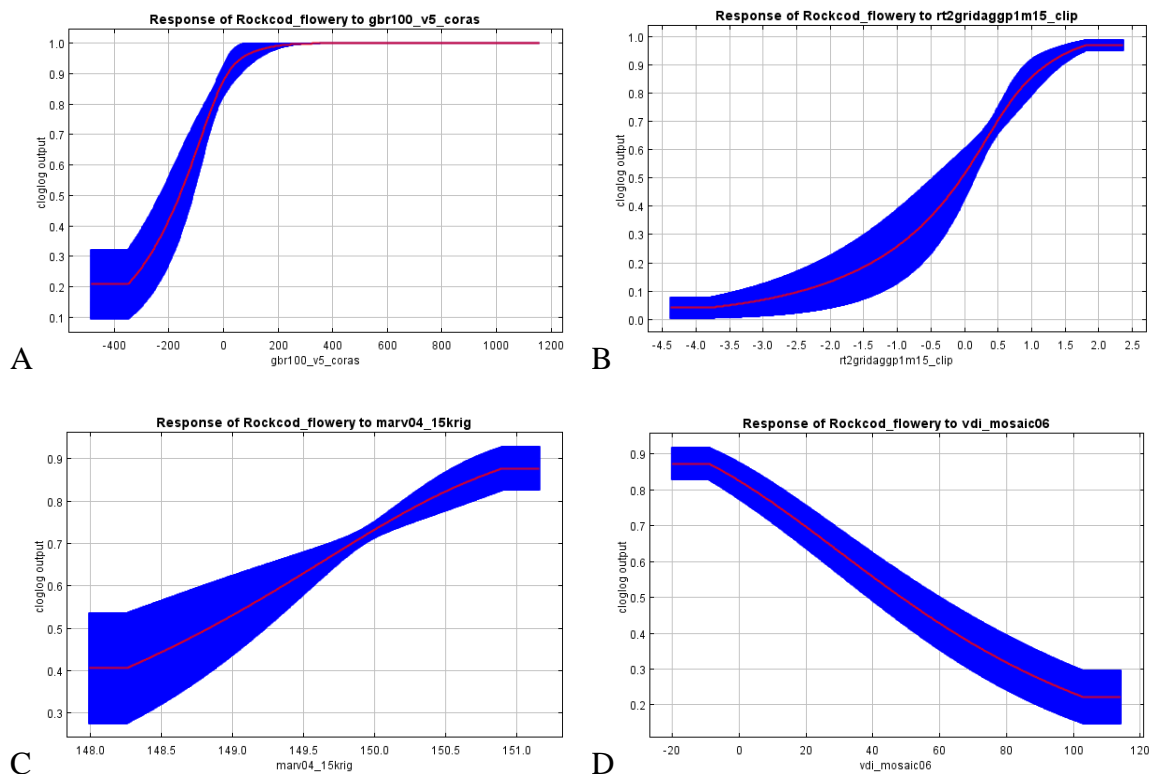 Response of Rockcod_flowery to gbr100_v5_coras
cloglog output
1.0
0.9
0.8
0.7
0.6
0.5
0.4
0.3
0.2
0.1
-400 -200 0 200 400 600 800 1000 1200
gbr100_v5_coras
A
Response of Rockcod_flowery to rt2gridaggp1m15_clip
cloglog output
1.0
0.9
0.8
0.7
0.6
0.5
0.4
0.3
0.2
0.1
0.0
-4.5 -4.0 -3.5 -3.0 -2.5 -2.0 -1.5 -1.0 -0.5 0.0 0.5 1.0 1.5 2.0 2.5
rt2gridaggp1m15_clip
B
Response of Rockcod_flowery to marv04_15krig
cloglog output
0.9
0.8
0.7
0.6
0.5
0.4
0.3
148.0 148.5 149.0 149.5 150.0 150.5 151.0
marv04_15krig
C
Response of Rockcod_flowery to vdi_mosaic06
cloglog output
0.9
0.8
0.7
0.6
0.5
0.4
0.3
0.2
-20 0 20 40 60 80 100 120
vdi_mosaic06
D